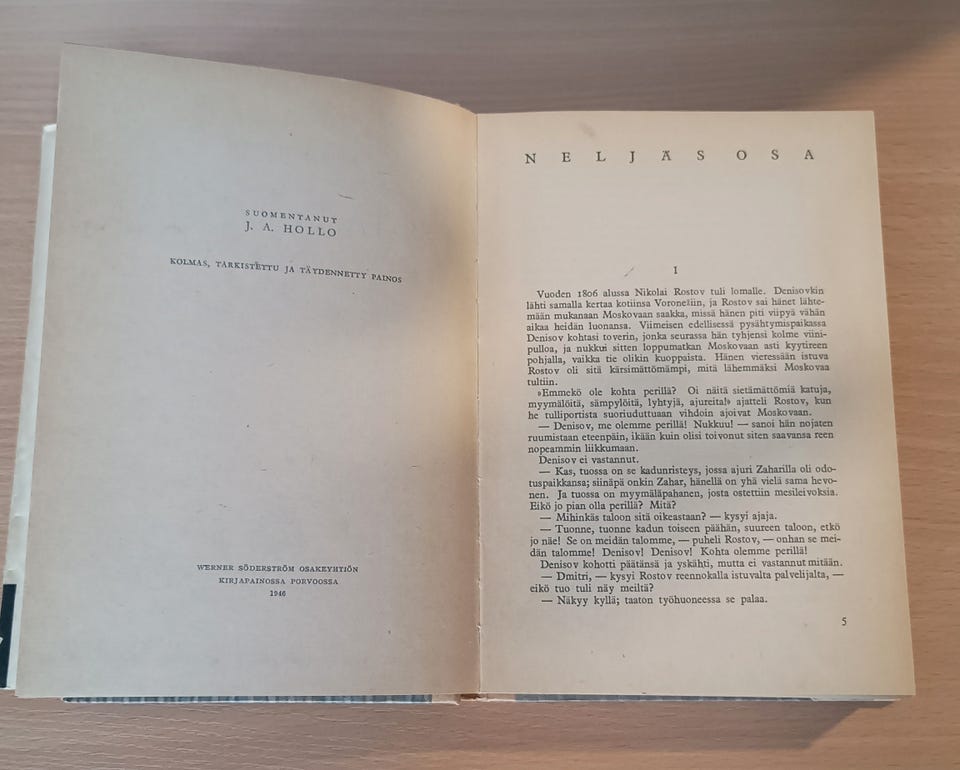 SUOMENTANUT
J. A. HOLLO
KOLMAS, TARKISTETTU JA TÄYDENNETTY PAINOS
WERNER SÖDERSTRÖM OSAKEYHTIÖN
KIRJAPAINOSSA PORVOOSSA
1946
NELJÄS OSA
I
Vuoden 1806 alussa Nikolai Rostov tuli lomalle. Denisovkin
lähti samalla kertaa kotiinsa Voronežiin, ja Rostov sai hänet lähte-
mään mukanaan Moskovaan saakka, missä hänen piti viipyä vähän
aikaa heidän luonansa. Viimeisen edellisessä pysähtymispaikassa
Denisov kohtasi toverin, jonka seurassa hän tyhjensi kolme viini-
pulloa, ja nukkui sitten loppumatkan Moskovaan asti kyytireen
pohjalla, vaikka tie olikin kuoppaista. Hänen vieressään istuva
Rostov oli sitä kärsimättömämpi, mitä lähemmäksi Moskovaa
tultiin.
»Emmekö ole kohta perillä? Oi näitä sietämättömiä katuja,
myymälöitä, sämpylöitä, lyhtyjä, ajureita!» ajatteli Rostov, kun
he tulliportista suoriuduttuaan vihdoin ajoivat Moskovaan.
— Denisov, me olemme perillä! Nukkuu! — sanoi hän nojaten
ruumistaan eteenpäin, ikään kuin olisi toivonut siten saavansa reen
nopeammin liikkumaan.
Denisov ei vastannut.
— Kas, tuossa on se kadunristeys, jossa ajuri Zaharilla oli odo-
tuspaikkansa; siinäpä onkin Zahar, hänellä on yhä vielä sama hevo-
nen. Ja tuossa on myymäläpahanen, josta ostettiin mesileivoksia.
Eikö jo pian olla perillä? Mitä?
— Mihinkäs taloon sitä oikeastaan? — kysyi ajaja.
— Tuonne, tuonne kadun toiseen päähän, suureen taloon, etkö
jo näe! Se on meidän talomme, — puheli Rostov, — onhan se mei-
dän talomme! Denisov! Denisov! Kohta olemme perillä!
Denisov kohotti päätänsä ja yskähti, mutta ei vastannut mitään.
— Dmitri, — kysyi Rostov reennokalla istuvalta palvelijalta, —
eikö tuo tuli näy meiltä?
— Näkyy kyllä; taaton työhuoneessa se palaa.
5